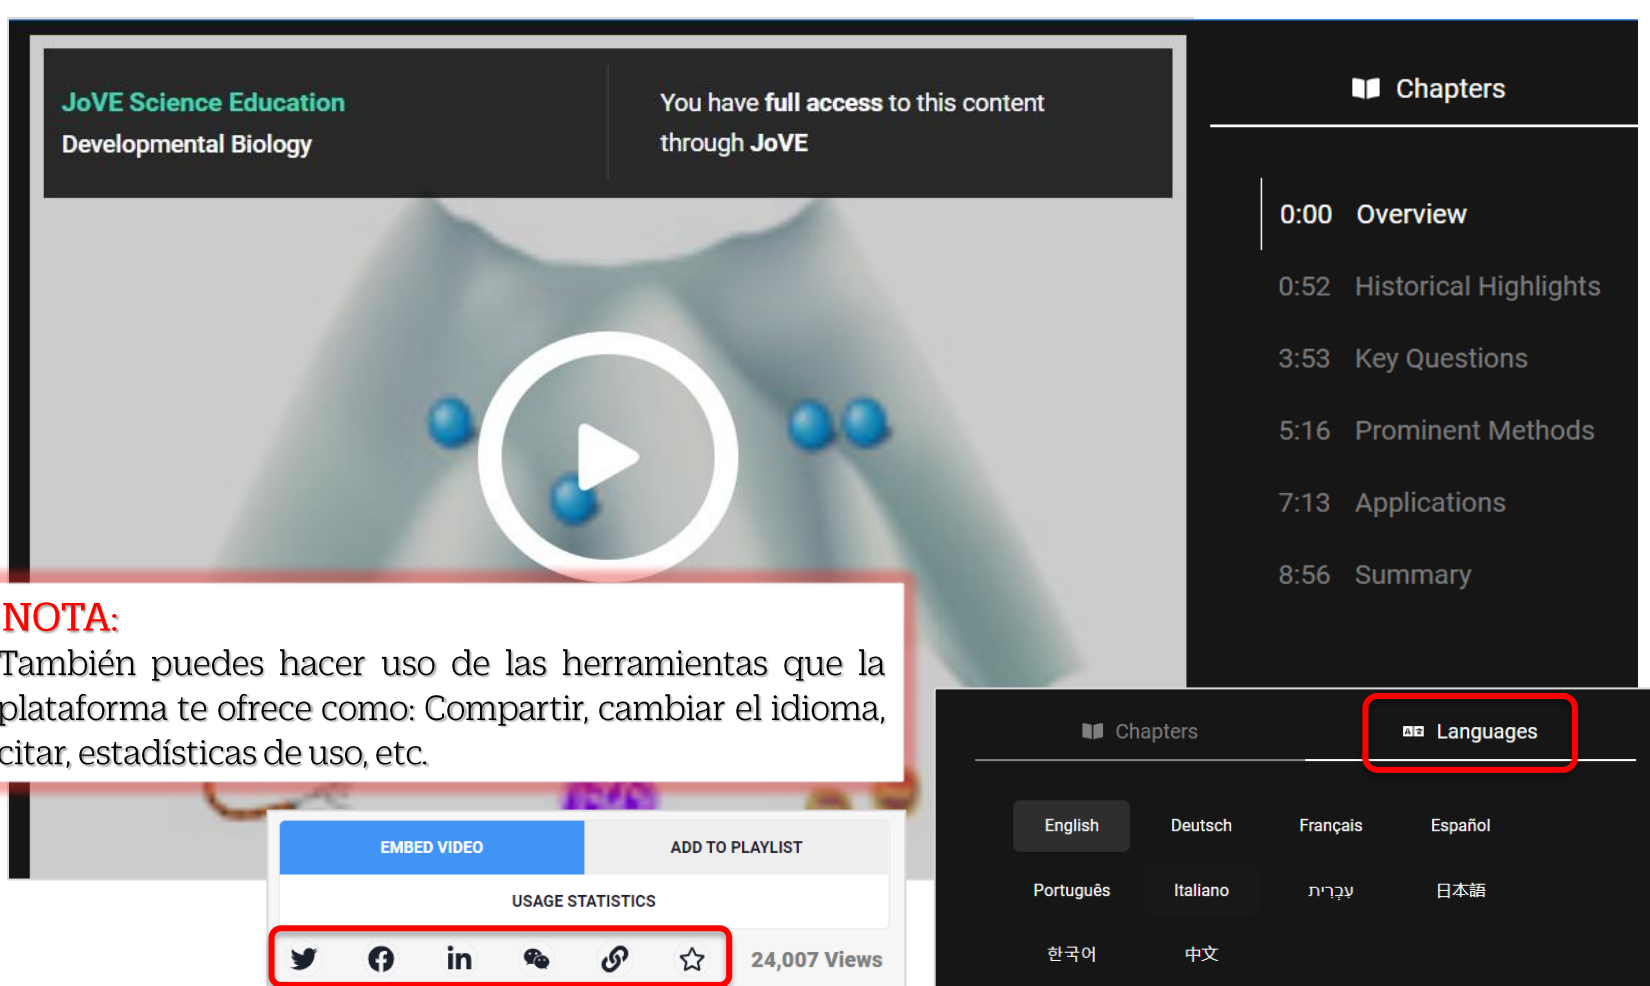 JoVE Science Education
Developmental Biology
You have full access to this content
through JoVE
Chapters
0:00 Overview
0:52 Historical Highlights
3:53 Key Questions
5:16 Prominent Methods
7:13 Applications
8:56 Summary
NOTA:
También puedes hacer uso de las herramientas que la
plataforma te ofrece como: Compartir, cambiar el idioma,
citar, estadísticas de uso, etc.
EMBED VIDEO
ADD TO PLAYLIST
USAGE STATISTICS
24,007 Views
Chapters
Languages
English Deutsch Français Español
Português Italiano עִבְרִית 日本語
한국어 中文